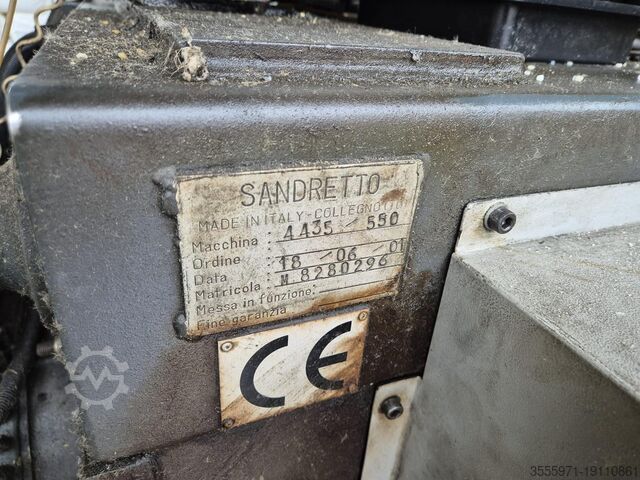 SANDRETTO
MADE IN ITALY - COLLEGNO (TO)
Macchina : 4435 / 550
Ordine :
Data : 18 / 06 / 01
Matricola : M 8280296
Messa in funzione :
Fine garanzia
CE
3555971-19110861